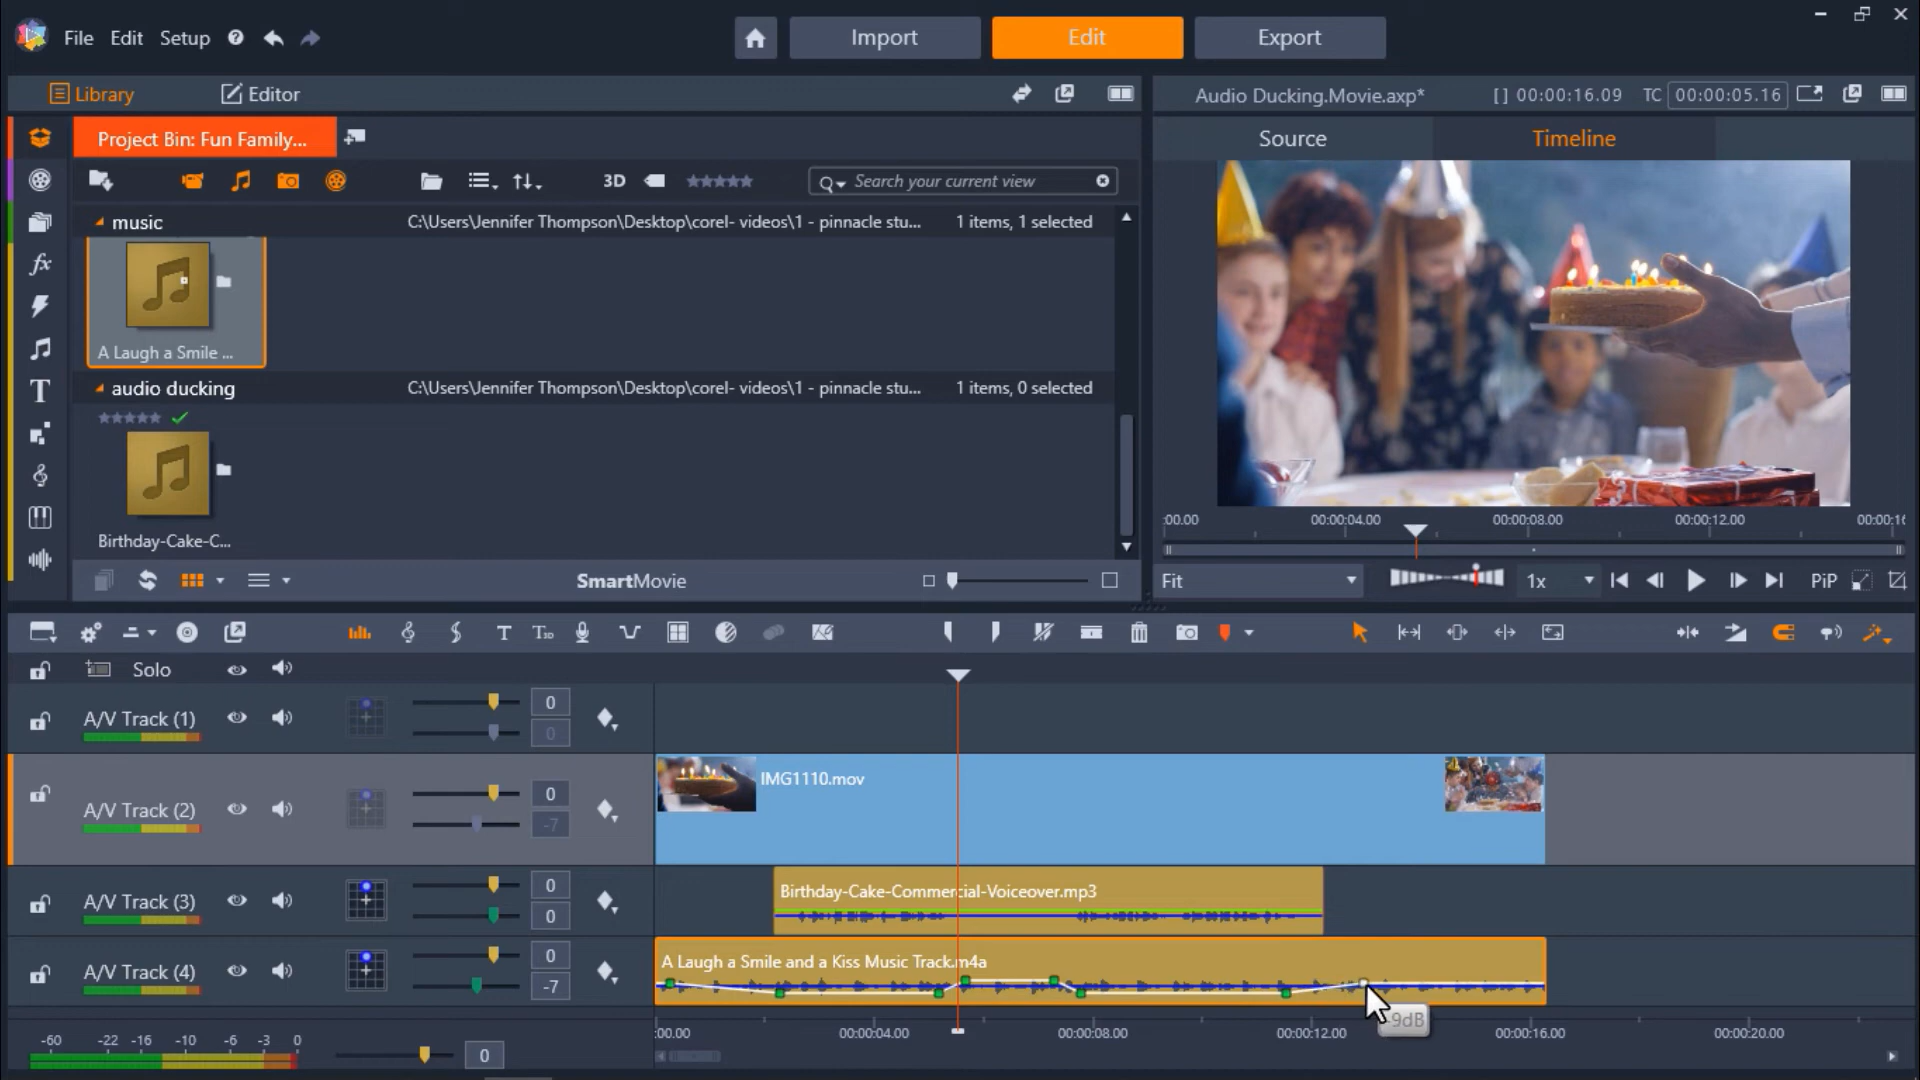 File Edit Setup ?
Import Edit Export
Library Editor
Audio Ducking.Movie.axp* [ ] 00:00:16.09 TC 00:00:05.16
Project Bin: Fun Family...
Source Timeline
3D Search your current view
music C:\Users\Jennifer Thompson\Desktop\corel- videos\1 - pinnacle stu... 1 items, 1 selected
A Laugh a Smile ...
audio ducking C:\Users\Jennifer Thompson\Desktop\corel- videos\1 - pinnacle stu... 1 items, 0 selected
Birthday-Cake-C...
:00.00 00:00:04.00 00:00:08.00 00:00:12.00 00:00:16
SmartMovie
Fit 1x PiP
T T3D
Solo
A/V Track (1) 0
0
IMG1110.mov
A/V Track (2) 0
-7
A/V Track (3) 0
0
Birthday-Cake-Commercial-Voiceover.mp3
A/V Track (4) 0
-7
A Laugh a Smile and a Kiss Music Track.m4a
-9dB
:00.00 00:00:04.00 00:00:08.00 00:00:12.00 00:00:16.00 00:00:20.00
-60 -22 -16 -10 -6 -3 0
0